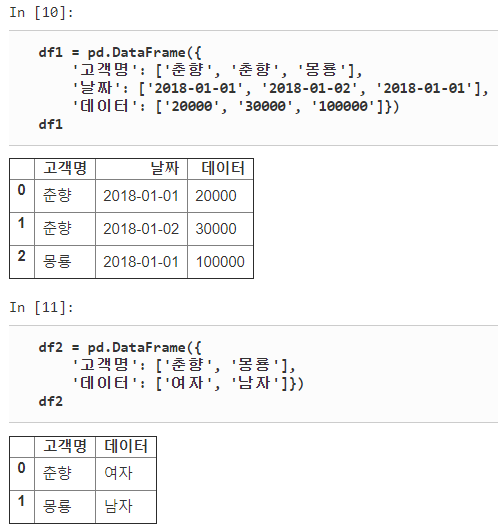 In [10]:
df1 = pd.DataFrame({
'고객명': ['춘향', '춘향', '몽룡'],
'날짜': ['2018-01-01', '2018-01-02', '2018-01-01'],
'데이터': ['20000', '30000', '100000']})
df1
고객명 날짜 데이터
0 춘향 2018-01-01 20000
1 춘향 2018-01-02 30000
2 몽룡 2018-01-01 100000
In [11]:
df2 = pd.DataFrame({
'고객명': ['춘향', '몽룡'],
'데이터': ['여자', '남자']})
df2
고객명 데이터
0 춘향 여자
1 몽룡 남자